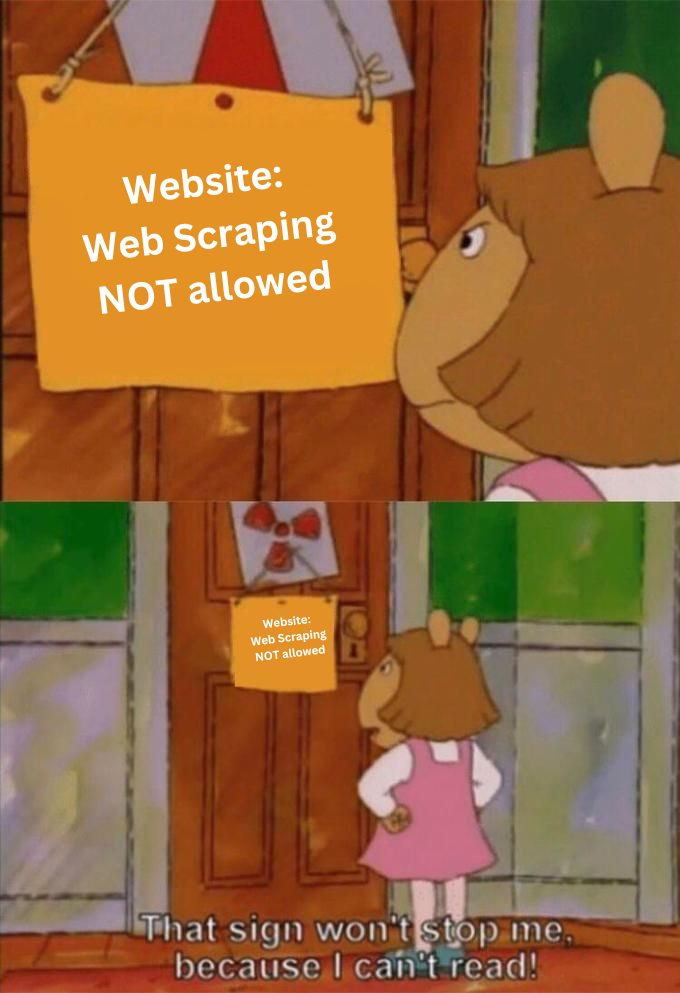 Website:
Web Scraping
NOT allowed
Website:
Web Scraping
NOT allowed
That sign won't stop me,
because I can't read!